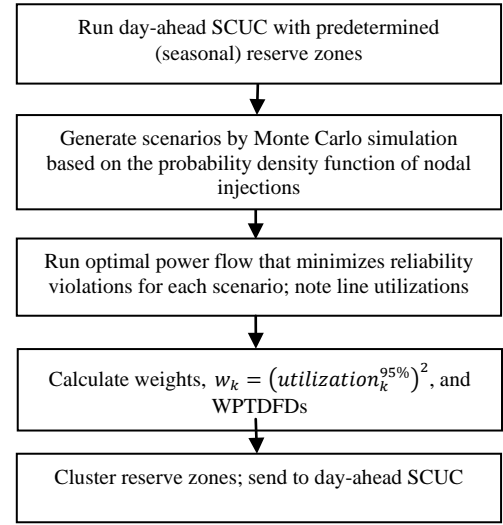 Run day-ahead SCUC with predetermined
(seasonal) reserve zones
Generate scenarios by Monte Carlo simulation
based on the probability density function of nodal
injections
Run optimal power flow that minimizes reliability
violations for each scenario; note line utilizations
Calculate weights, $w_k = (utilization_k^{95\%})^2$, and
WPTDFDs
Cluster reserve zones; send to day-ahead SCUC